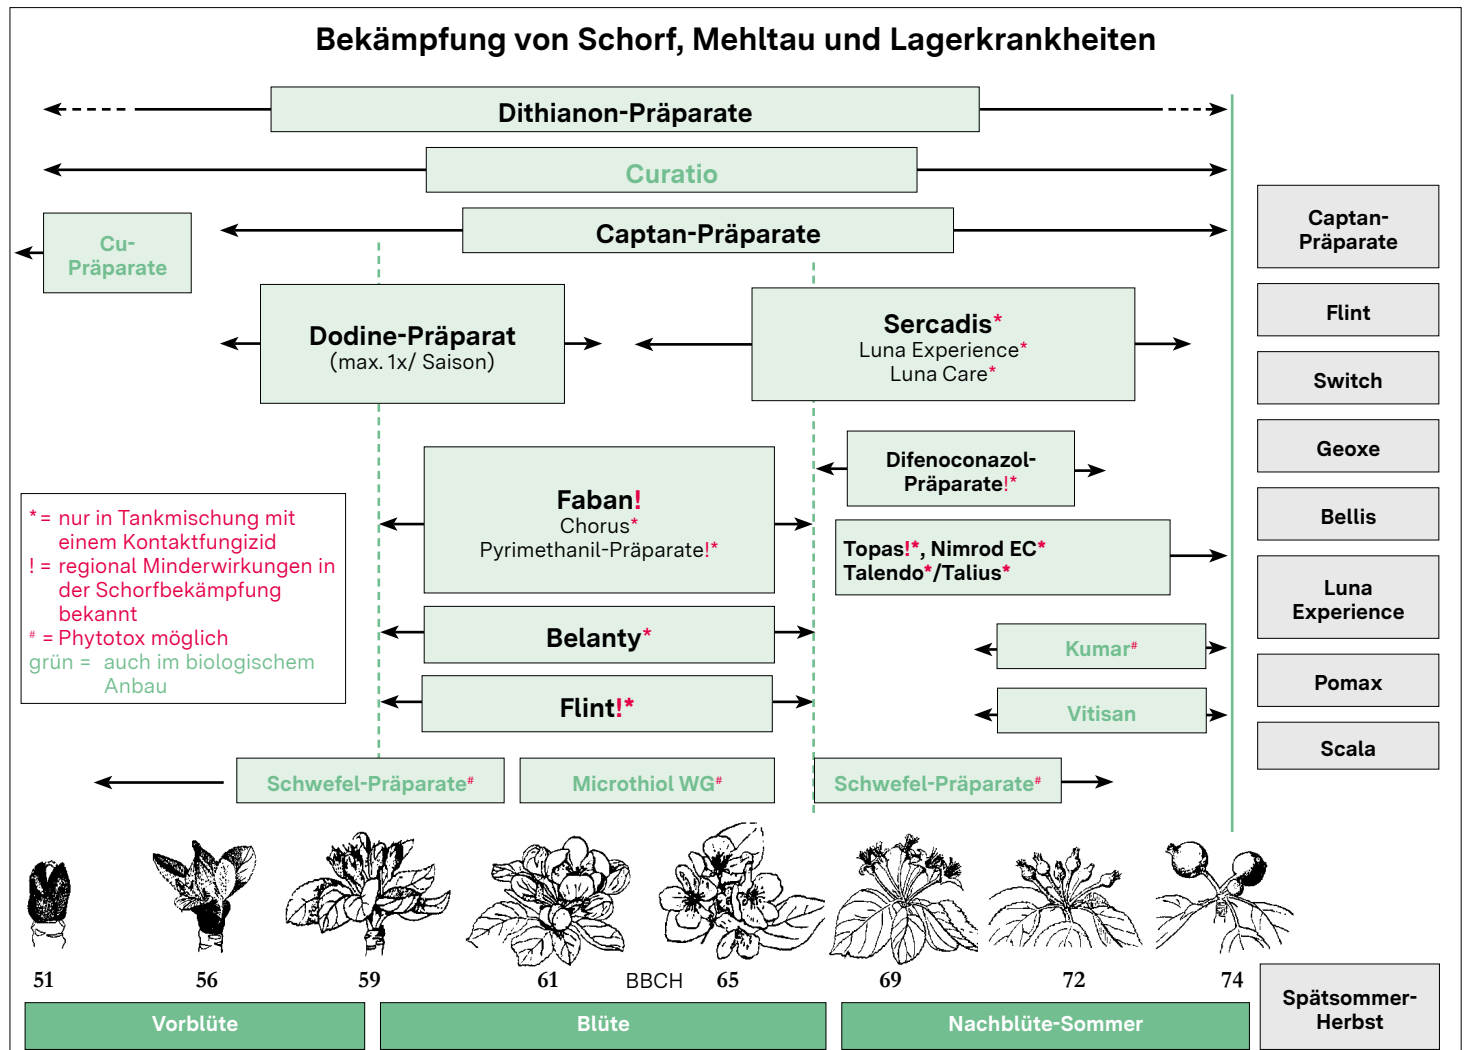 Bekämpfung von Schorf, Mehltau und Lagerkrankheiten
Dithianon-Präparate
Curatio
Captan-Präparate
Cu-
Präparate
Dodine-Präparat
(max. 1x/ Saison)
Sercadis*
Luna Experience*
Luna Care*
Difenoconazol-
Präparate!*
Faban!
Chorus*
Pyrimethanil-Präparate!*
Topas!*, Nimrod EC*
Talendo*/Talius*
Belanty*
Kumar#
Flint!*
Vitisan
Schwefel-Präparate#
Microthiol WG#
Schwefel-Präparate#
* = nur in Tankmischung mit
einem Kontaktfungizid
! = regional Minderwirkungen in
der Schorfbekämpfung
bekannt
# = Phytotox möglich
grün = auch im biologischem
Anbau
Captan-
Präparate
Flint
Switch
Geoxe
Bellis
Luna
Experience
Pomax
Scala
51 56 59 61 BBCH 65 69 72 74
Vorblüte
Blüte
Nachblüte-Sommer
Spätsommer-
Herbst